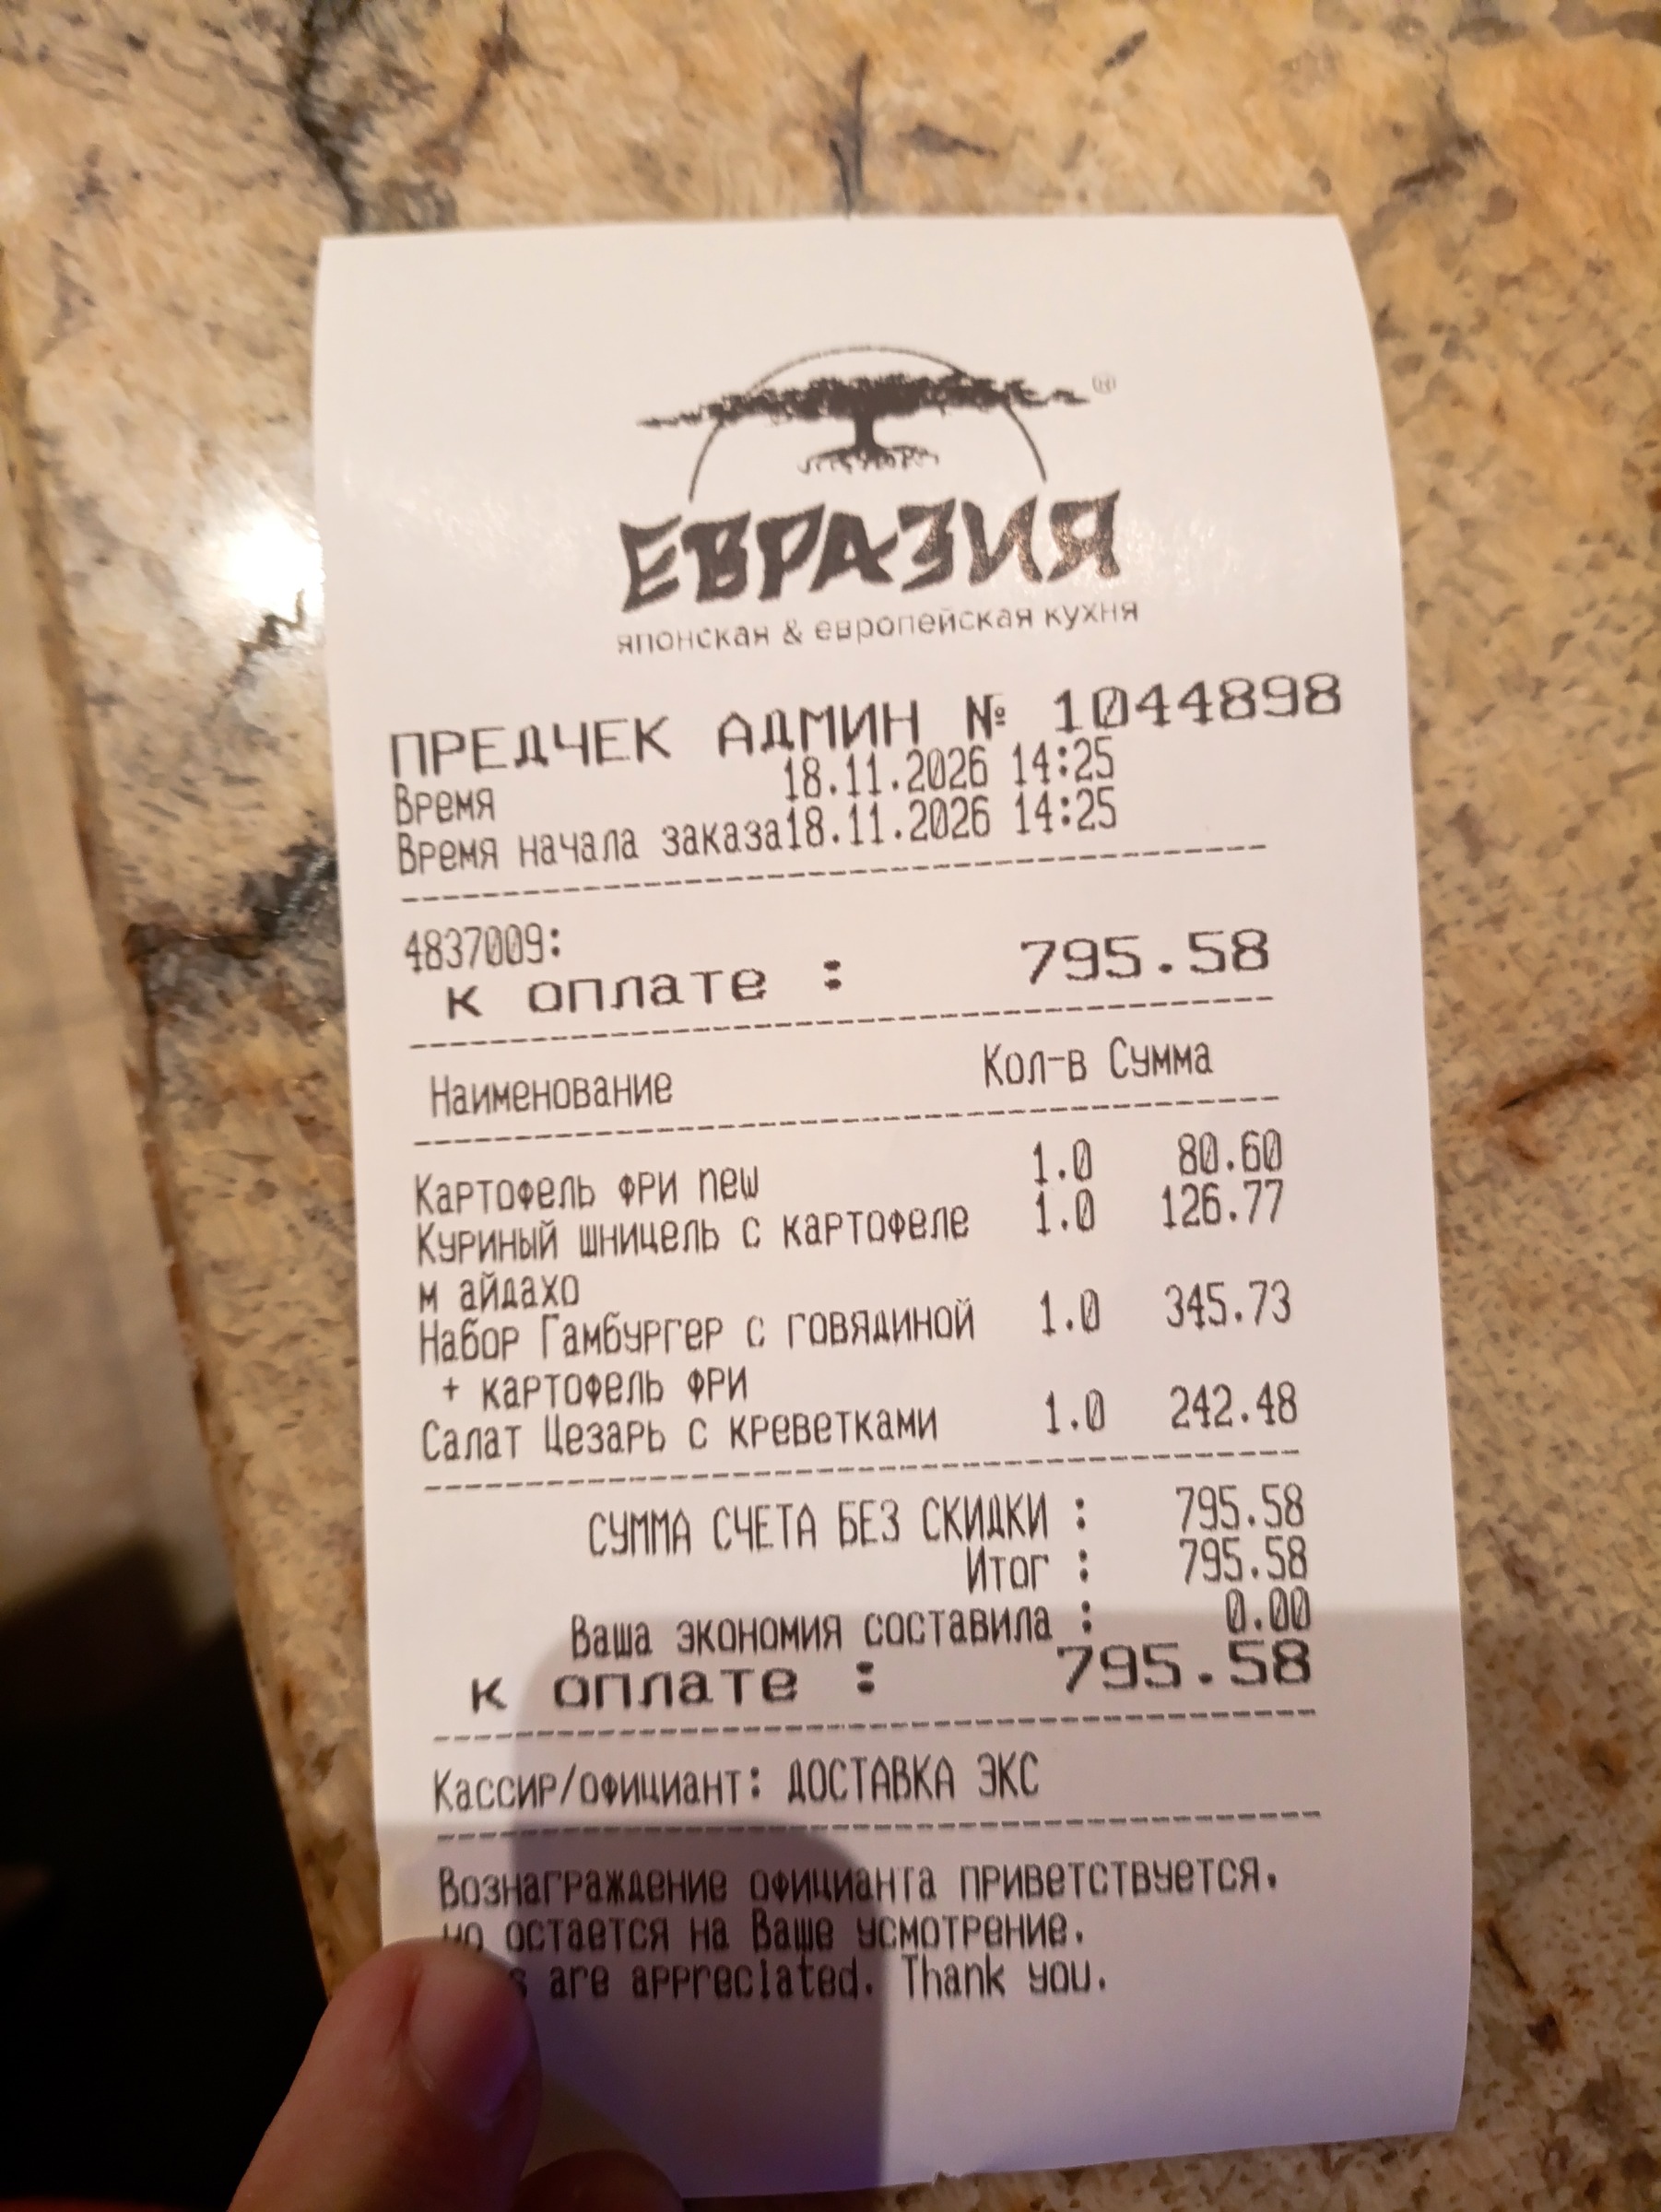 ЕВРАЗИЯ
японская & европейская кухня
ПРЕДЧЕК АДМИН № 1044898
Время 18.11.2026 14:25
Время начала заказа18.11.2026 14:25
4837009:
к оплате : 795.58
Наименование Кол-в Сумма
Картофель фри new 1.0 80.60
Куриный шницель с картофеле 1.0 126.77
м айдахо
Набор Гамбургер с говядиной 1.0 345.73
+ картофель фри
Салат Цезарь с креветками 1.0 242.48
СУММА СЧЕТА БЕЗ СКИДКИ : 795.58
Итог : 795.58
Ваша экономия составила : 0.00
к оплате : 795.58
Кассир/официант: ДОСТАВКА ЭКС
Вознаграждение официанта приветствуется,
но остается на Ваше усмотрение.
are appreciated. Thank you.